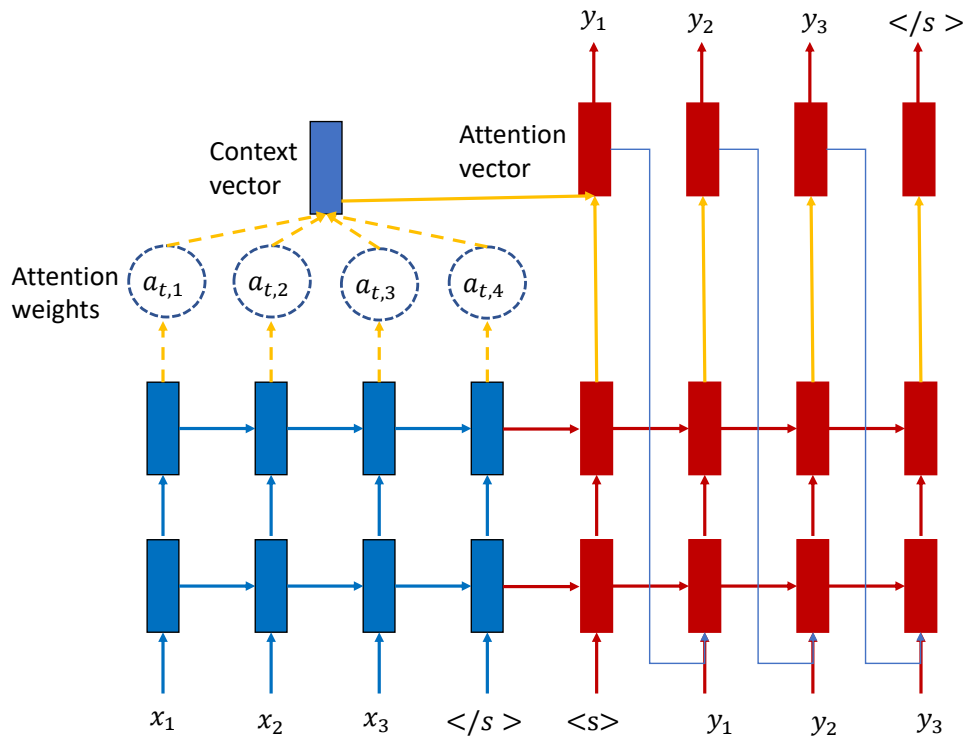 y₁ y₂ y₃ </s >
Context
vector
Attention
vector
Attention
weights
a_{t,1} a_{t,2} a_{t,3} a_{t,4}
x₁ x₂ x₃ </s > <s> y₁ y₂ y₃